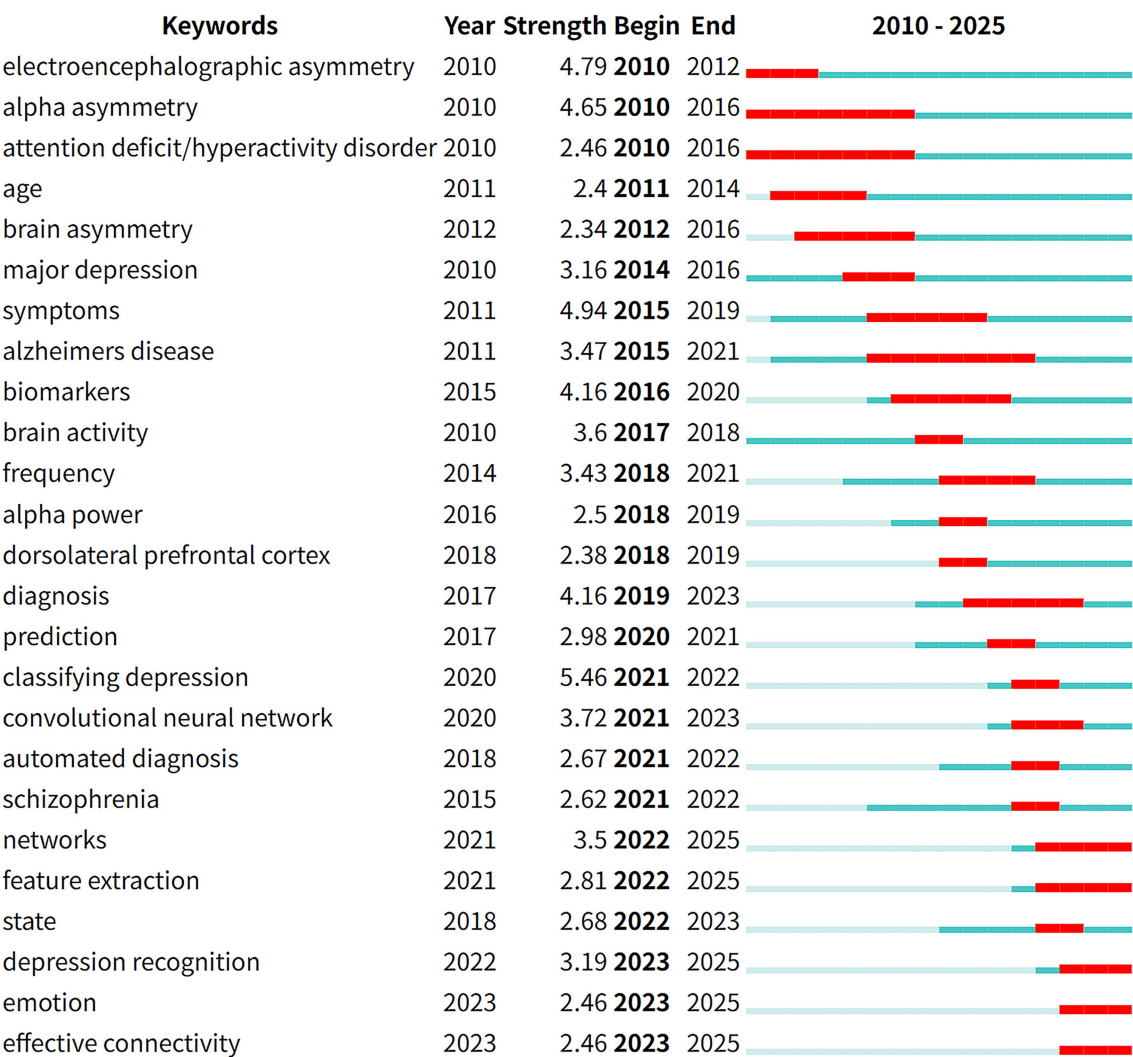 Keywords Year Strength Begin End 2010 - 2025
electroencephalographic asymmetry 2010 4.79 2010 2012
alpha asymmetry 2010 4.65 2010 2016
attention deficit/hyperactivity disorder 2010 2.46 2010 2016
age 2011 2.4 2011 2014
brain asymmetry 2012 2.34 2012 2016
major depression 2010 3.16 2014 2016
symptoms 2011 4.94 2015 2019
alzheimers disease 2011 3.47 2015 2021
biomarkers 2015 4.16 2016 2020
brain activity 2010 3.6 2017 2018
frequency 2014 3.43 2018 2021
alpha power 2016 2.5 2018 2019
dorsolateral prefrontal cortex 2018 2.38 2018 2019
diagnosis 2017 4.16 2019 2023
prediction 2017 2.98 2020 2021
classifying depression 2020 5.46 2021 2022
convolutional neural network 2020 3.72 2021 2023
automated diagnosis 2018 2.67 2021 2022
schizophrenia 2015 2.62 2021 2022
networks 2021 3.5 2022 2025
feature extraction 2021 2.81 2022 2025
state 2018 2.68 2022 2023
depression recognition 2022 3.19 2023 2025
emotion 2023 2.46 2023 2025
effective connectivity 2023 2.46 2023 2025